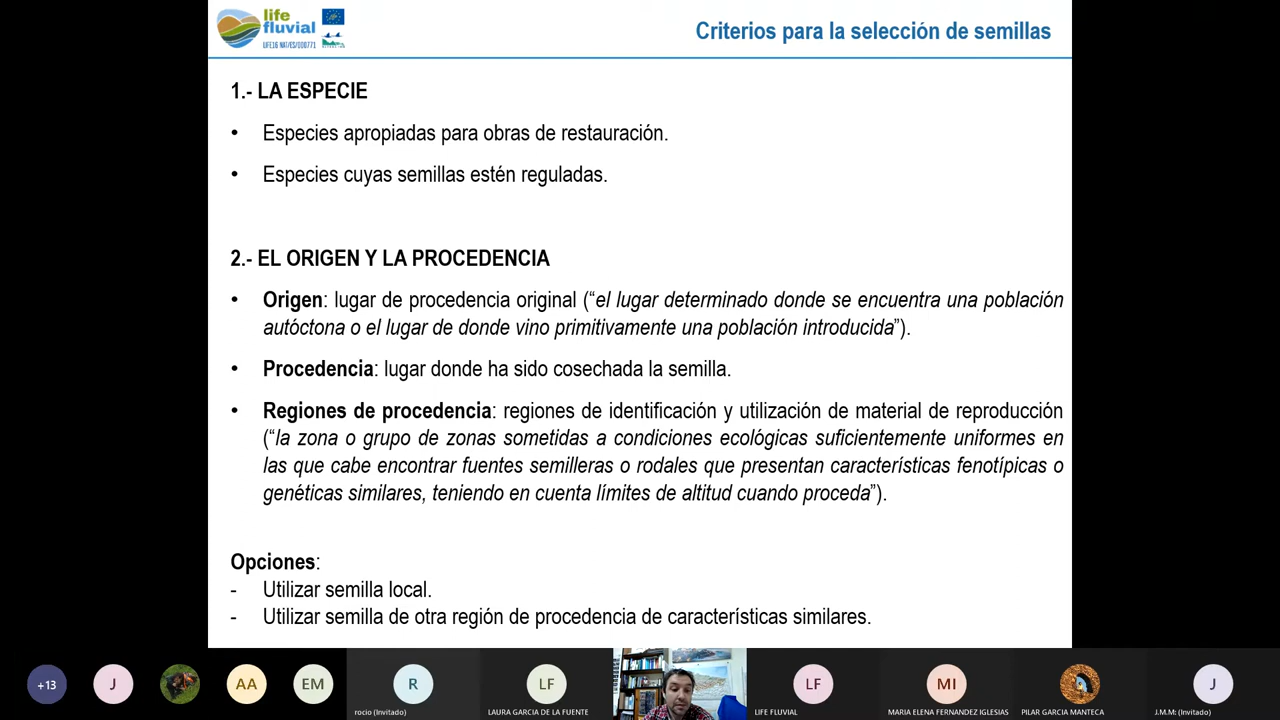 life
fluvial
LIFE16 NAT/ES/000771
Criterios para la selección de semillas
1.- LA ESPECIE
• Especies apropiadas para obras de restauración.
• Especies cuyas semillas estén reguladas.
2.- EL ORIGEN Y LA PROCEDENCIA
• Origen: lugar de procedencia original (“el lugar determinado donde se encuentra una población
autóctona o el lugar de donde vino primitivamente una población introducida”).
• Procedencia: lugar donde ha sido cosechada la semilla.
• Regiones de procedencia: regiones de identificación y utilización de material de reproducción
(“la zona o grupo de zonas sometidas a condiciones ecológicas suficientemente uniformes en
las que cabe encontrar fuentes semilleras o rodales que presentan características fenotípicas o
genéticas similares, teniendo en cuenta límites de altitud cuando proceda”).
Opciones:
- Utilizar semilla local.
- Utilizar semilla de otra región de procedencia de características similares.
+13
J
AA
EM
R
LF
LF
MI
J
rocio (Invitado)
LAURA GARCIA DE LA FUENTE
LIFE FLUVIAL
MARIA ELENA FERNANDEZ IGLESIAS
PILAR GARCIA MANTECA
J.M.M: (Invitado)